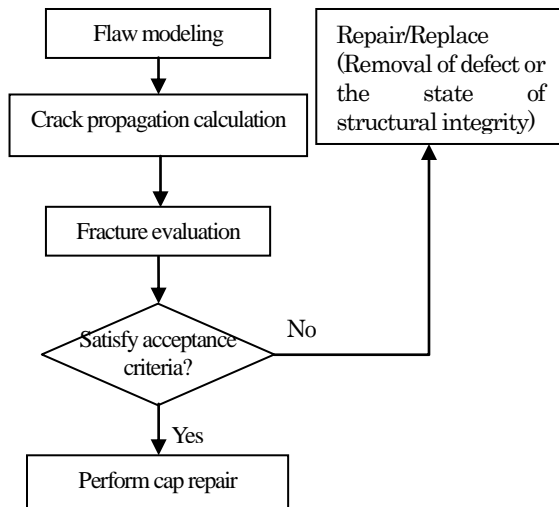 Flaw modeling
Crack propagation calculation
Fracture evaluation
Satisfy acceptance
criteria?
Yes
Perform cap repair
No
Repair/Replace
(Removal of defect or
the state of
structural integrity)